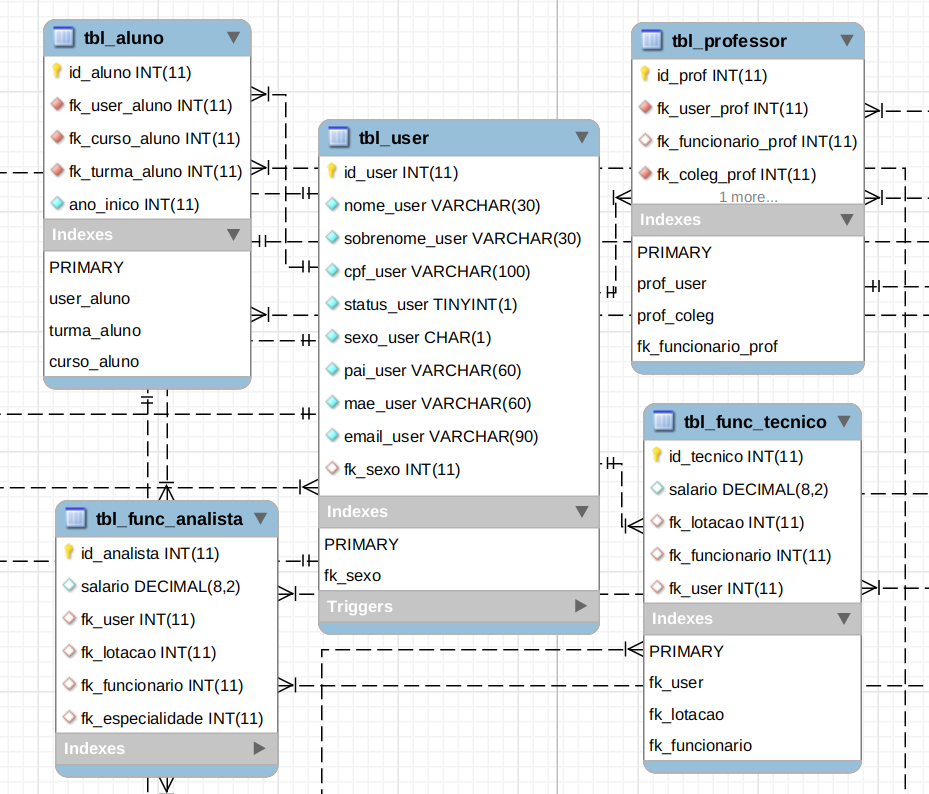 tbl_aluno
id_aluno INT(11)
fk_user_aluno INT(11)
fk_curso_aluno INT(11)
fk_turma_aluno INT(11)
ano_inico INT(11)
Indexes
PRIMARY
user_aluno
turma_aluno
curso_aluno
tbl_user
id_user INT(11)
nome_user VARCHAR(30)
sobrenome_user VARCHAR(30)
cpf_user VARCHAR(100)
status_user TINYINT(1)
sexo_user CHAR(1)
pai_user VARCHAR(60)
mae_user VARCHAR(60)
email_user VARCHAR(90)
fk_sexo INT(11)
Indexes
PRIMARY
fk_sexo
Triggers
tbl_professor
id_prof INT(11)
fk_user_prof INT(11)
fk_funcionario_prof INT(11)
fk_coleg_prof INT(11)
1 more...
Indexes
PRIMARY
prof_user
prof_coleg
fk_funcionario_prof
tbl_func_analista
id_analista INT(11)
salario DECIMAL(8,2)
fk_user INT(11)
fk_lotacao INT(11)
fk_funcionario INT(11)
fk_especialidade INT(11)
Indexes
tbl_func_tecnico
id_tecnico INT(11)
salario DECIMAL(8,2)
fk_lotacao INT(11)
fk_funcionario INT(11)
fk_user INT(11)
Indexes
PRIMARY
fk_user
fk_lotacao
fk_funcionario